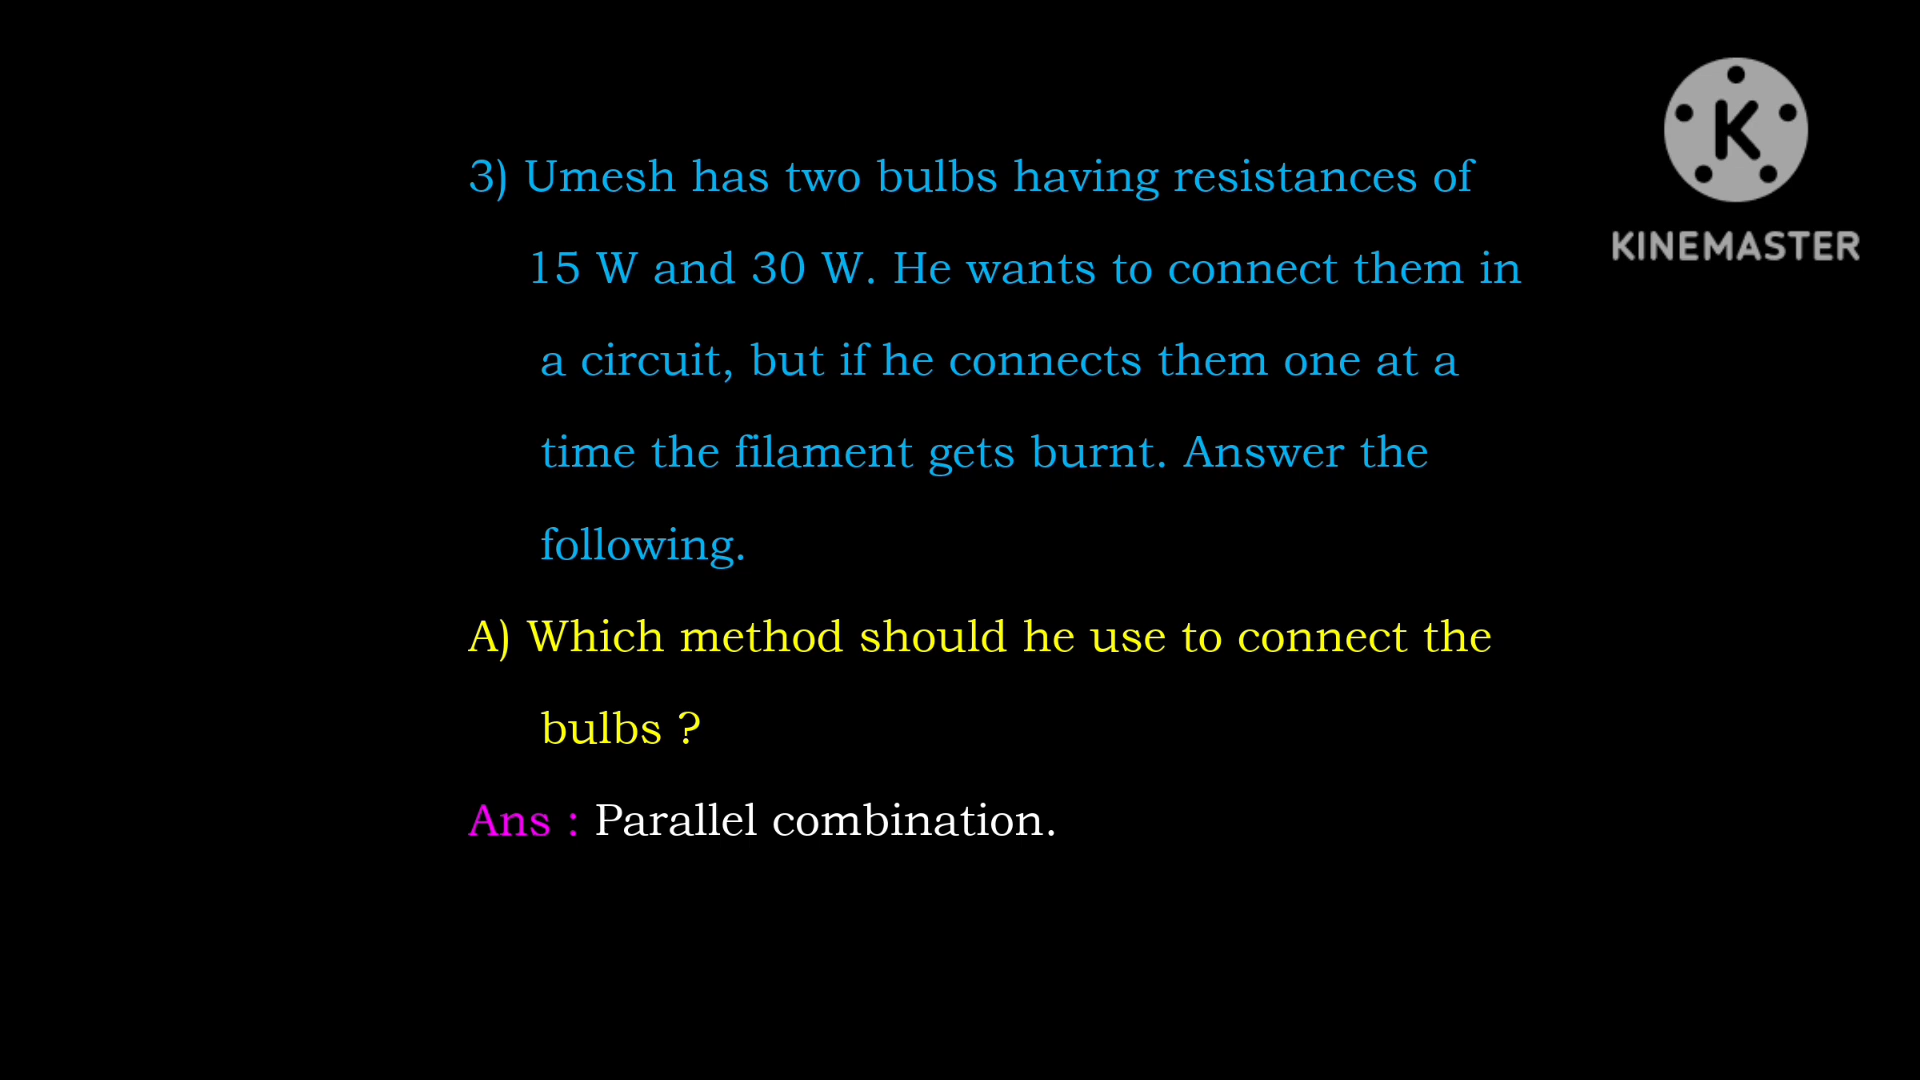 3) Umesh has two bulbs having resistances of
15 W and 30 W. He wants to connect them in
a circuit, but if he connects them one at a
time the filament gets burnt. Answer the
following.
A) Which method should he use to connect the
bulbs ?
Ans : Parallel combination.
K
KINEMASTER